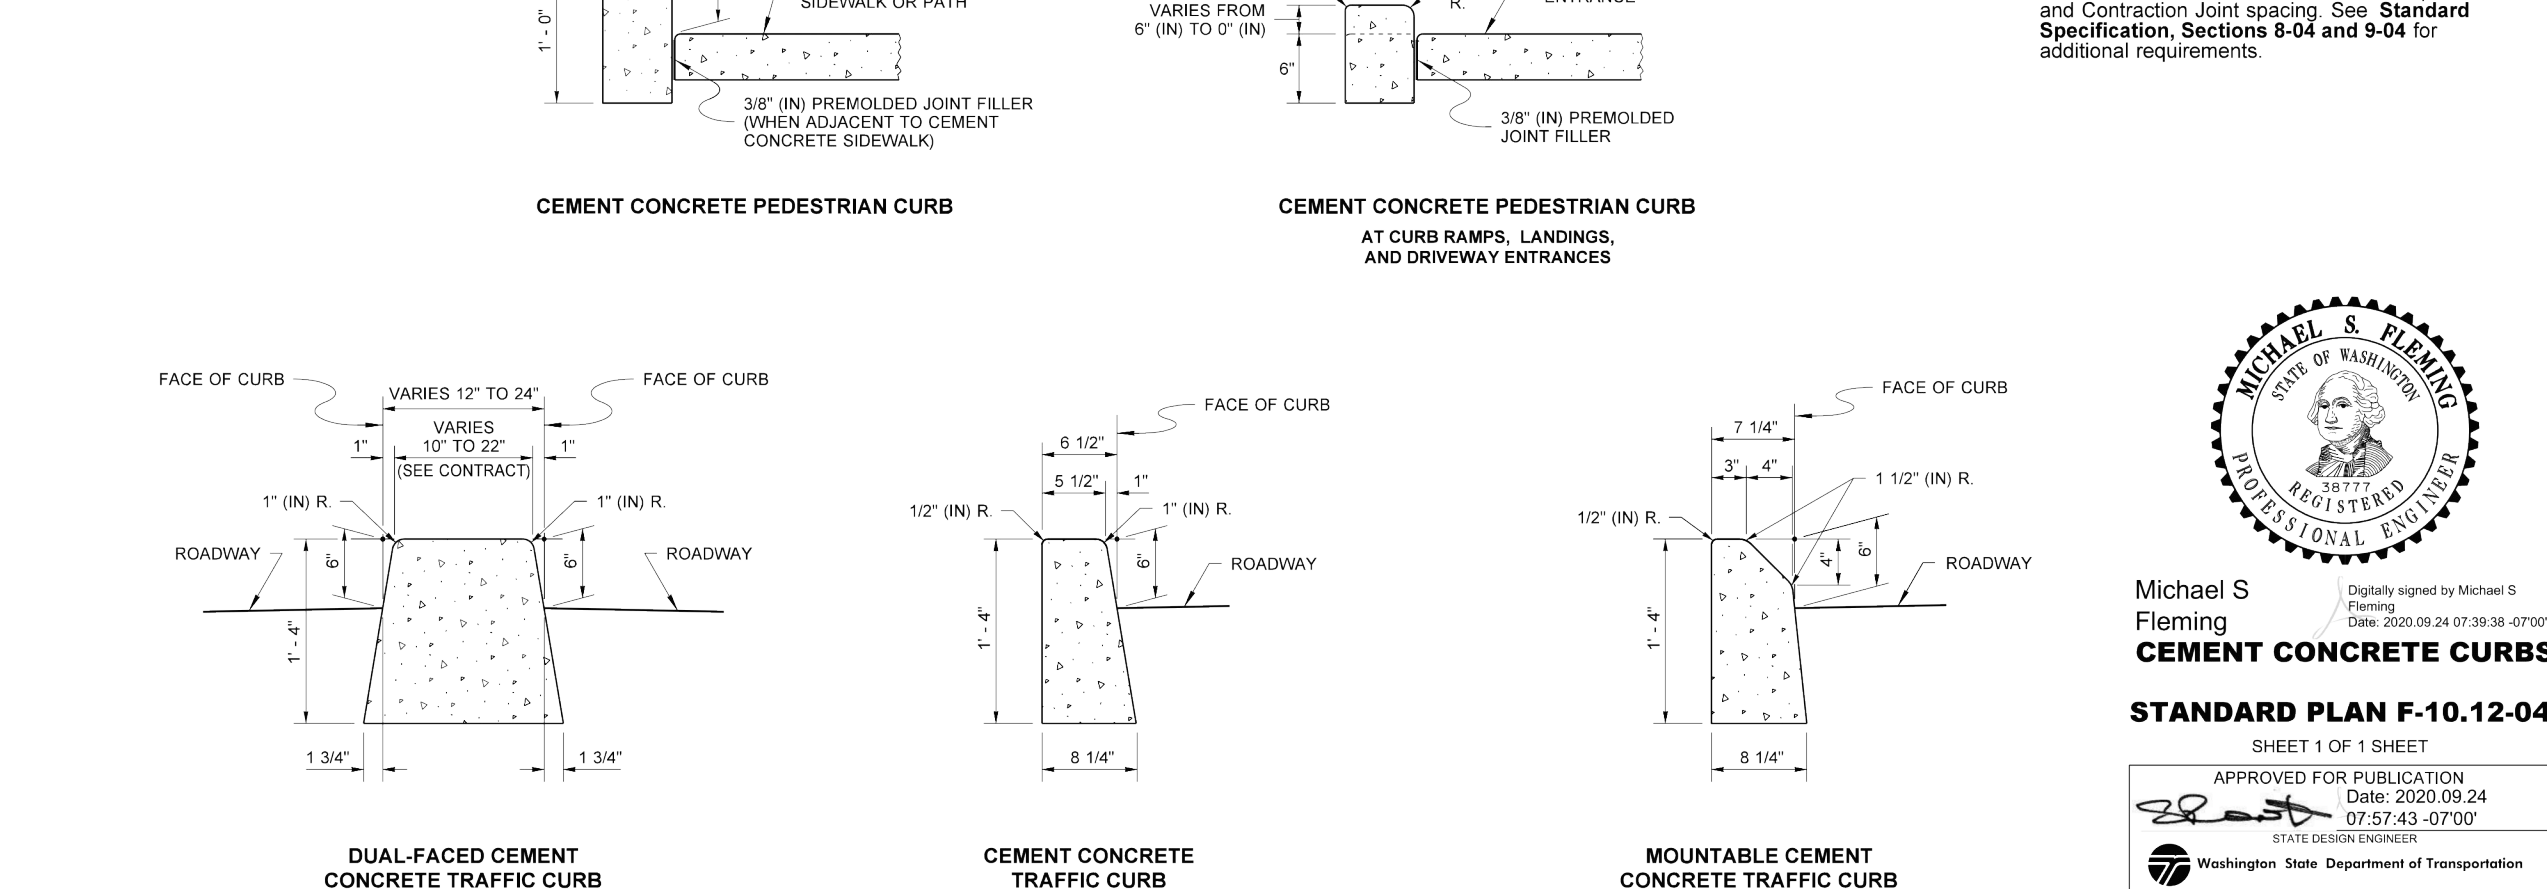 SIDEWALK OR PATH
1' - 0"
3/8" (IN) PREMOLDED JOINT FILLER
(WHEN ADJACENT TO CEMENT
CONCRETE SIDEWALK)
CEMENT CONCRETE PEDESTRIAN CURB
VARIES FROM
6" (IN) TO 0" (IN)
R.
ENTRANCE
6"
3/8" (IN) PREMOLDED
JOINT FILLER
CEMENT CONCRETE PEDESTRIAN CURB
AT CURB RAMPS, LANDINGS,
AND DRIVEWAY ENTRANCES
and Contraction Joint spacing. See Standard
Specification, Sections 8-04 and 9-04 for
additional requirements.
FACE OF CURB
VARIES 12" TO 24"
FACE OF CURB
VARIES
1"
10" TO 22"
1"
(SEE CONTRACT)
1" (IN) R.
1" (IN) R.
ROADWAY
6"
6"
ROADWAY
1' - 4"
1 3/4"
1 3/4"
DUAL-FACED CEMENT
CONCRETE TRAFFIC CURB
FACE OF CURB
6 1/2"
5 1/2"
1"
1/2" (IN) R.
1" (IN) R.
6"
ROADWAY
1' - 4"
8 1/4"
CEMENT CONCRETE
TRAFFIC CURB
FACE OF CURB
7 1/4"
3"
4"
1 1/2" (IN) R.
1/2" (IN) R.
4"
6"
ROADWAY
1' - 4"
8 1/4"
MOUNTABLE CEMENT
CONCRETE TRAFFIC CURB
MICHAEL S. FLEMING
STATE OF WASHINGTON
38777
REGISTERED
PROFESSIONAL ENGINEER
Michael S
Fleming
Digitally signed by Michael S
Fleming
Date: 2020.09.24 07:39:38 -07'00'
CEMENT CONCRETE CURBS
STANDARD PLAN F-10.12-04
SHEET 1 OF 1 SHEET
APPROVED FOR PUBLICATION
Date: 2020.09.24
07:57:43 -07'00'
STATE DESIGN ENGINEER
Washington State Department of Transportation